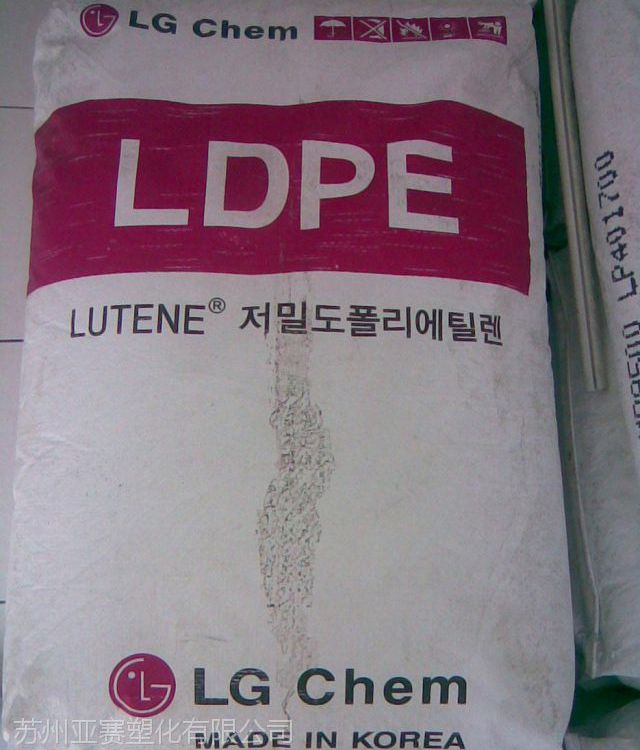 LG Chem
LDPE
LUTENE® 저밀도폴리에틸렌
LG Chem
MADE IN KOREA
苏州亚赛塑化有限公司
LP401700